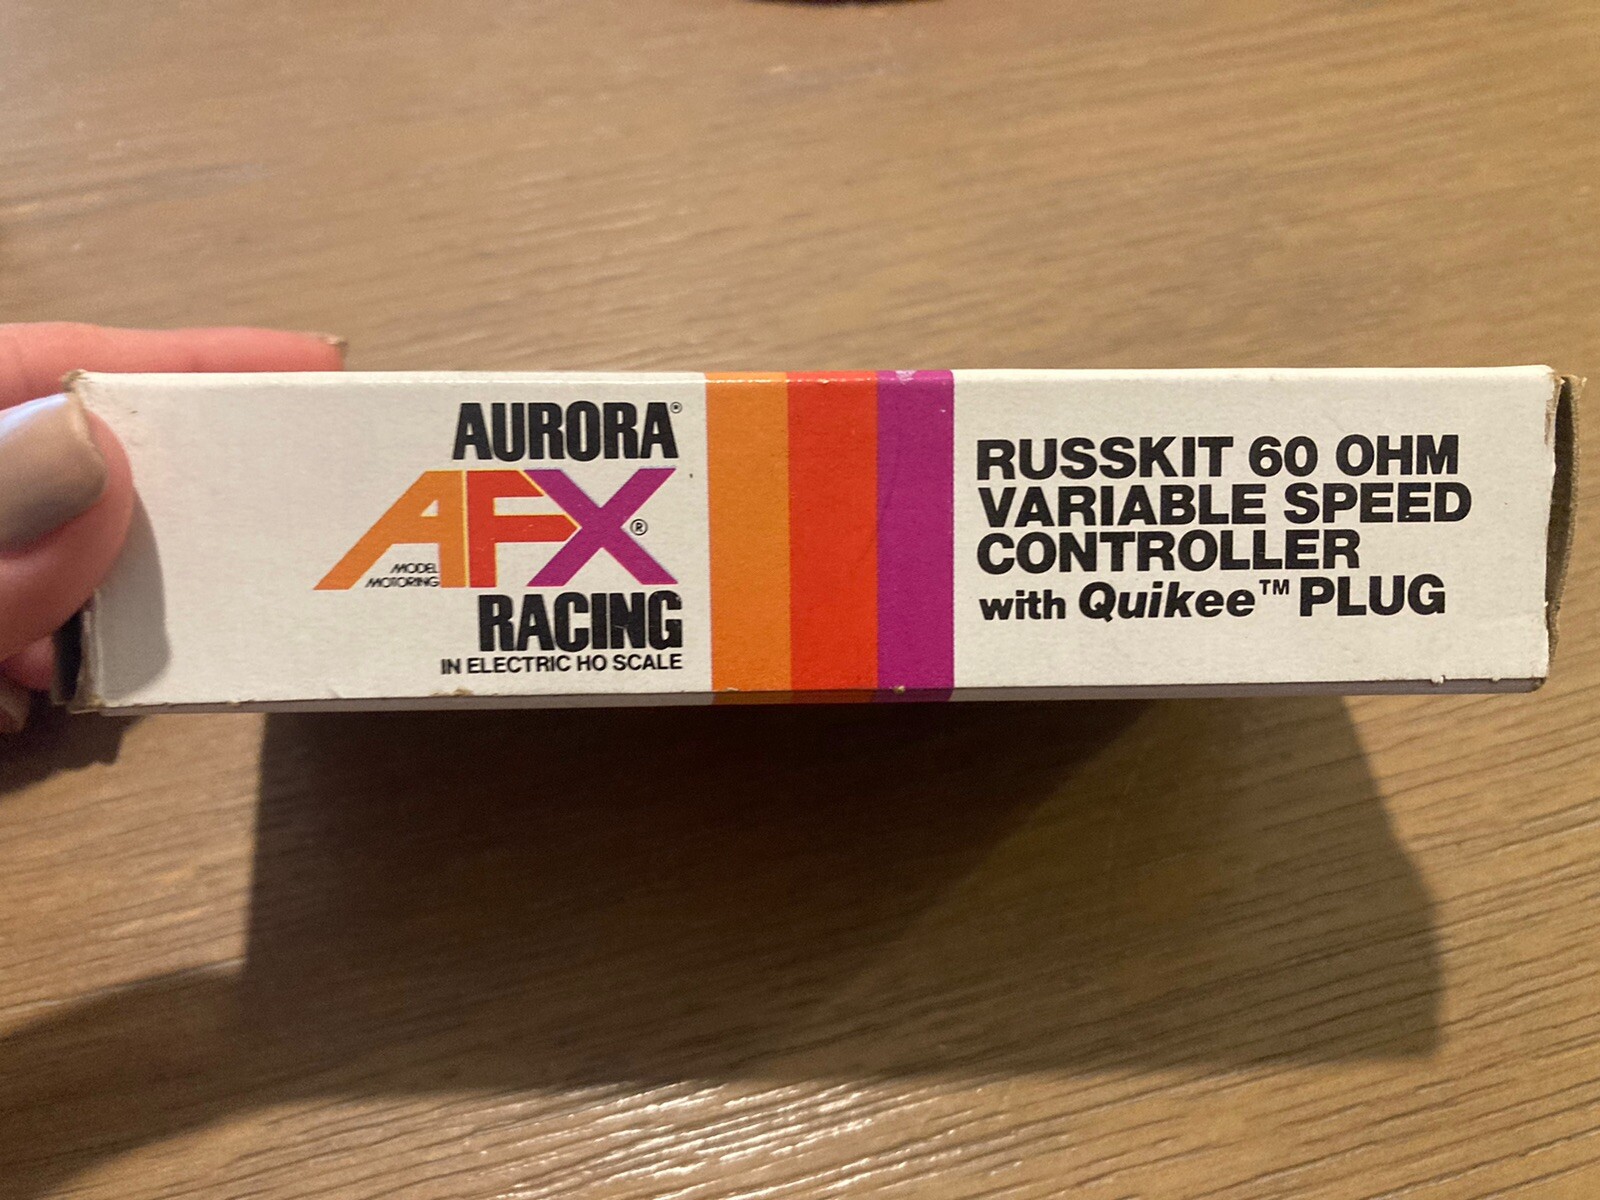 AURORA®
AFX®
MODEL
MOTORING
RACING
IN ELECTRIC HO SCALE
RUSSKIT 60 OHM
VARIABLE SPEED
CONTROLLER
with Quikee™ PLUG